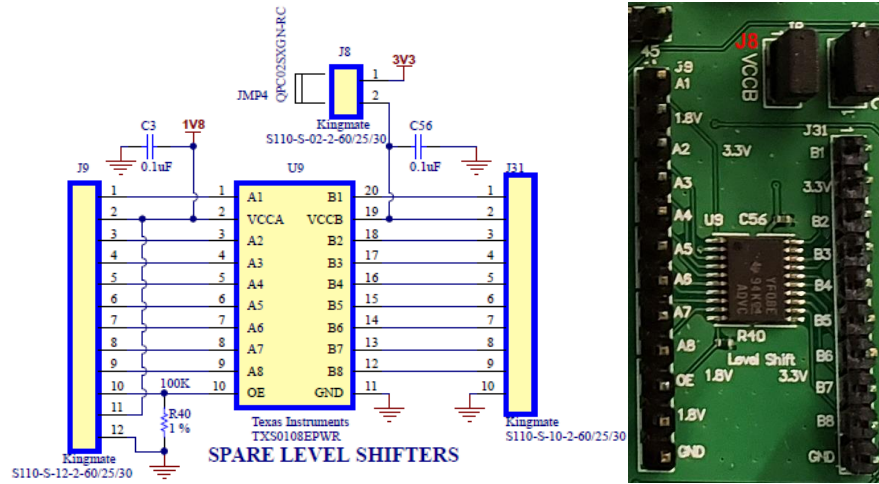 QPC02SXGN-RC
J8
JMP4
1
2
3V3
Kingmate
S110-S-02-2-60/25/30
C3
0.1uF
1V8
C56
0.1uF
J9
U9
J31
1
1
A1
B1
20
1
2
2
VCCA
VCCB
19
2
3
3
A2
B2
18
3
4
4
A3
B3
17
4
5
5
A4
B4
16
5
6
6
A5
B5
15
6
7
7
A6
B6
14
7
8
8
A7
B7
13
8
9
9
A8
B8
12
9
10
100K
10
OE
GND
11
10
11
12
R40
1 %
Kingmate
S110-S-12-2-60/25/30
Texas Instruments
TXS0108EPWR
Kingmate
S110-S-10-2-60/25/30
SPARE LEVEL SHIFTERS
45
J8
VCCB
J9
A1
1.8V
A2
A3
A4
A5
A6
A7
A8
OE
1.8V
GND
J31
1
B1
3.3V
B2
B3
B4
B5
B6
B7
B8
GND
3.3V
U9
C56
YF08E
94K04
R40
Level Shift
1.8V
3.3V